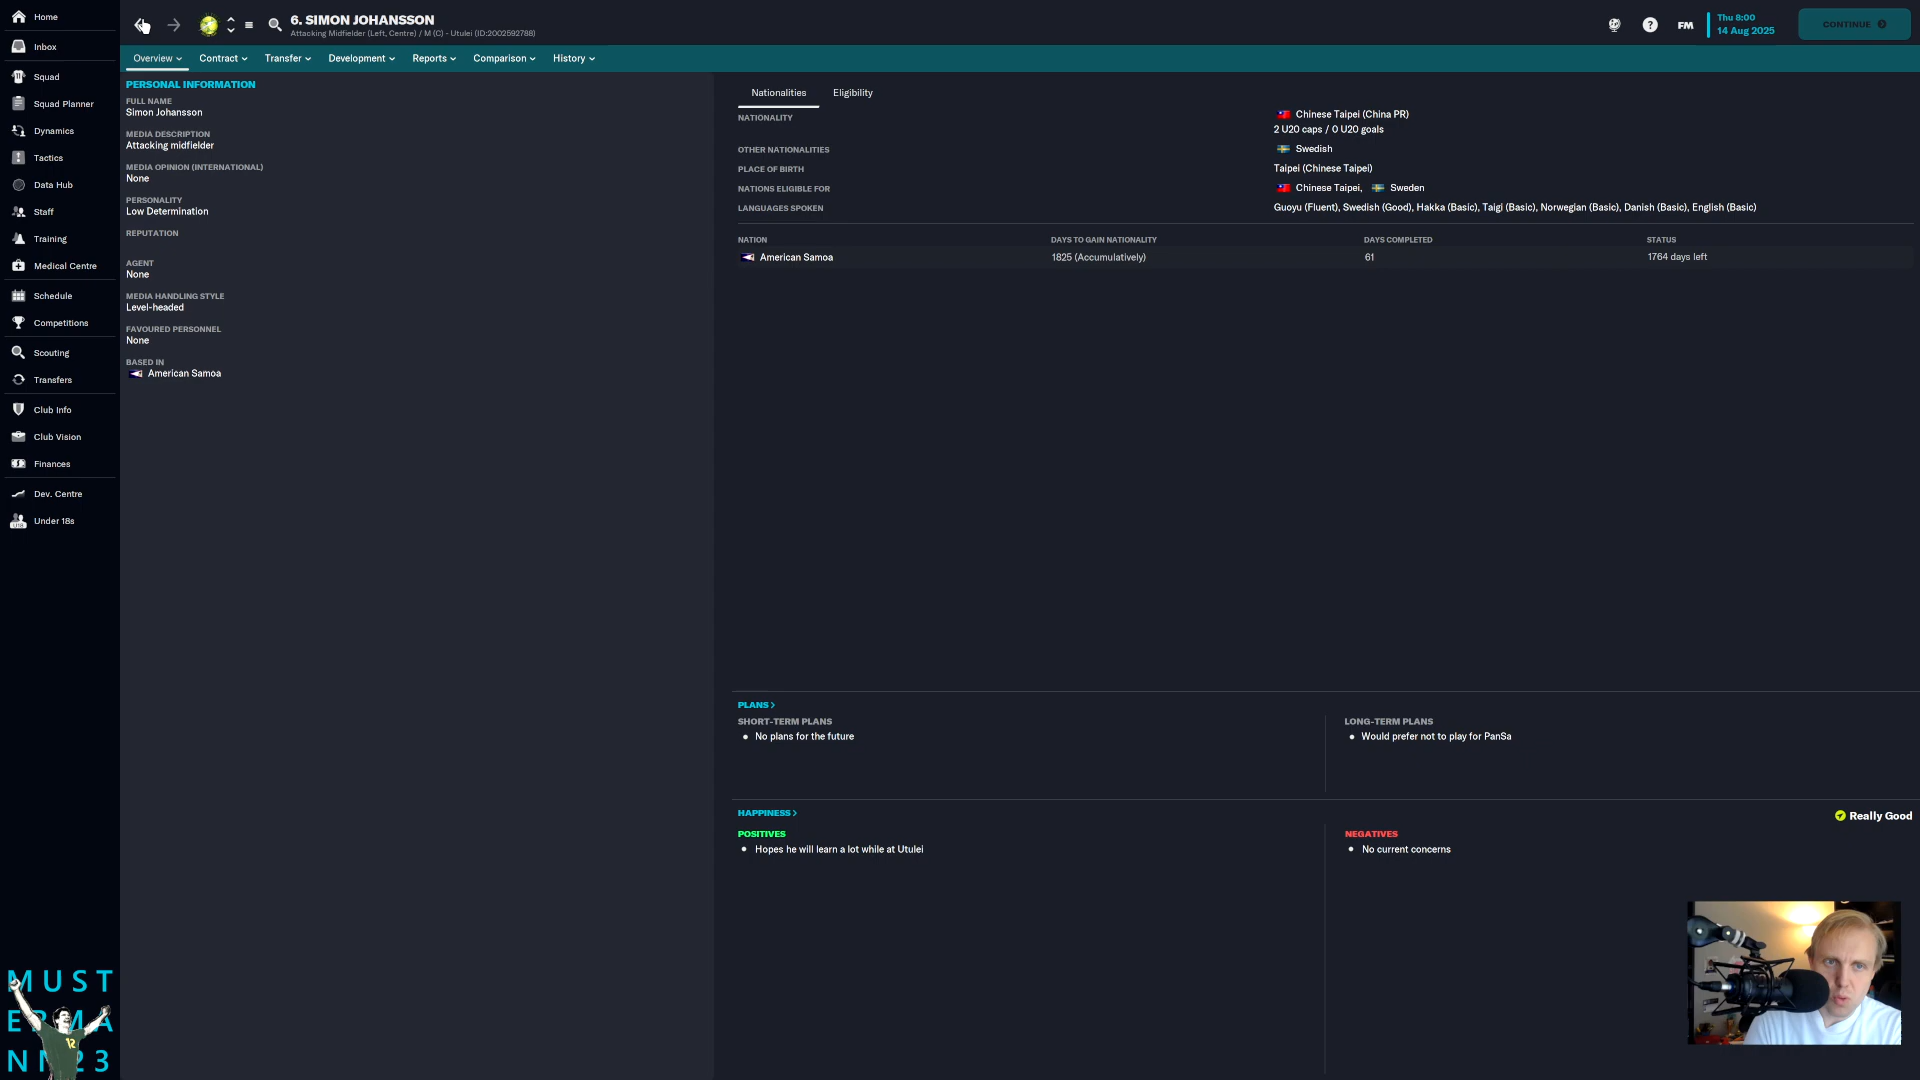 Home
Inbox
Squad
Squad Planner
Dynamics
Tactics
Data Hub
Staff
Training
Medical Centre
Schedule
Competitions
Scouting
Transfers
Club Info
Club Vision
Finances
Dev. Centre
Under 18s
6. SIMON JOHANSSON
Attacking Midfielder (Left, Centre) / M (C) - Utulei (ID:2002592788)
FM
Thu 8:00
14 Aug 2025
CONTINUE
Overview
Contract
Transfer
Development
Reports
Comparison
History
PERSONAL INFORMATION
FULL NAME
Simon Johansson
MEDIA DESCRIPTION
Attacking midfielder
MEDIA OPINION (INTERNATIONAL)
None
PERSONALITY
Low Determination
REPUTATION
AGENT
None
MEDIA HANDLING STYLE
Level-headed
FAVOURED PERSONNEL
None
BASED IN
American Samoa
Nationalities Eligibility
NATIONALITY Chinese Taipei (China PR)
2 U20 caps / 0 U20 goals
OTHER NATIONALITIES Swedish
PLACE OF BIRTH Taipei (Chinese Taipei)
NATIONS ELIGIBLE FOR Chinese Taipei, Sweden
LANGUAGES SPOKEN Guoyu (Fluent), Swedish (Good), Hakka (Basic), Taigi (Basic), Norwegian (Basic), Danish (Basic), English (Basic)
NATION DAYS TO GAIN NATIONALITY DAYS COMPLETED STATUS
American Samoa 1825 (Accumulatively) 61 1764 days left
PLANS
SHORT-TERM PLANS
No plans for the future
LONG-TERM PLANS
Would prefer not to play for PanSa
HAPPINESS
Really Good
POSITIVES
Hopes he will learn a lot while at Utulei
NEGATIVES
No current concerns
MUST
ERMA
NN23
12